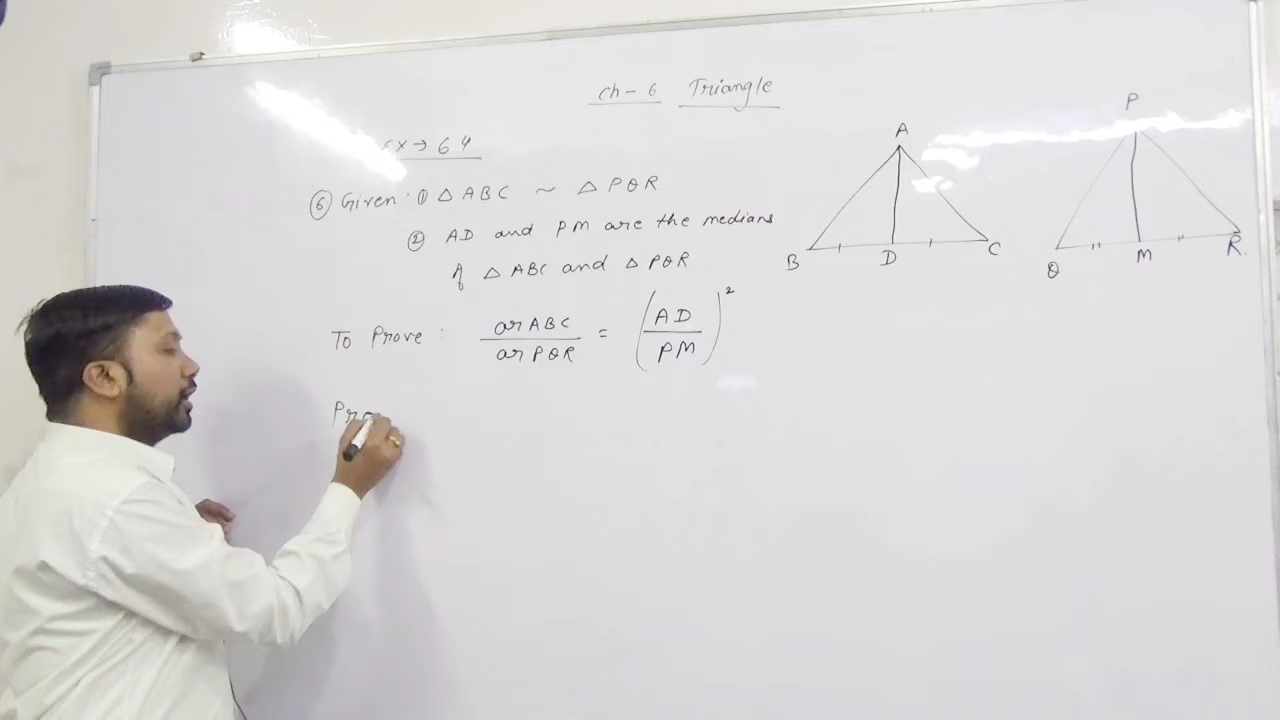 Ch - 6 Triangle
Ex → 6.4
⑥ Given: ① △ ABC ~ △ PQR
② AD and PM are the medians
of △ ABC and △ PQR
To Prove : ar ABC / ar PQR = (AD / PM)²
Pro
A
B D C
P
Q M R